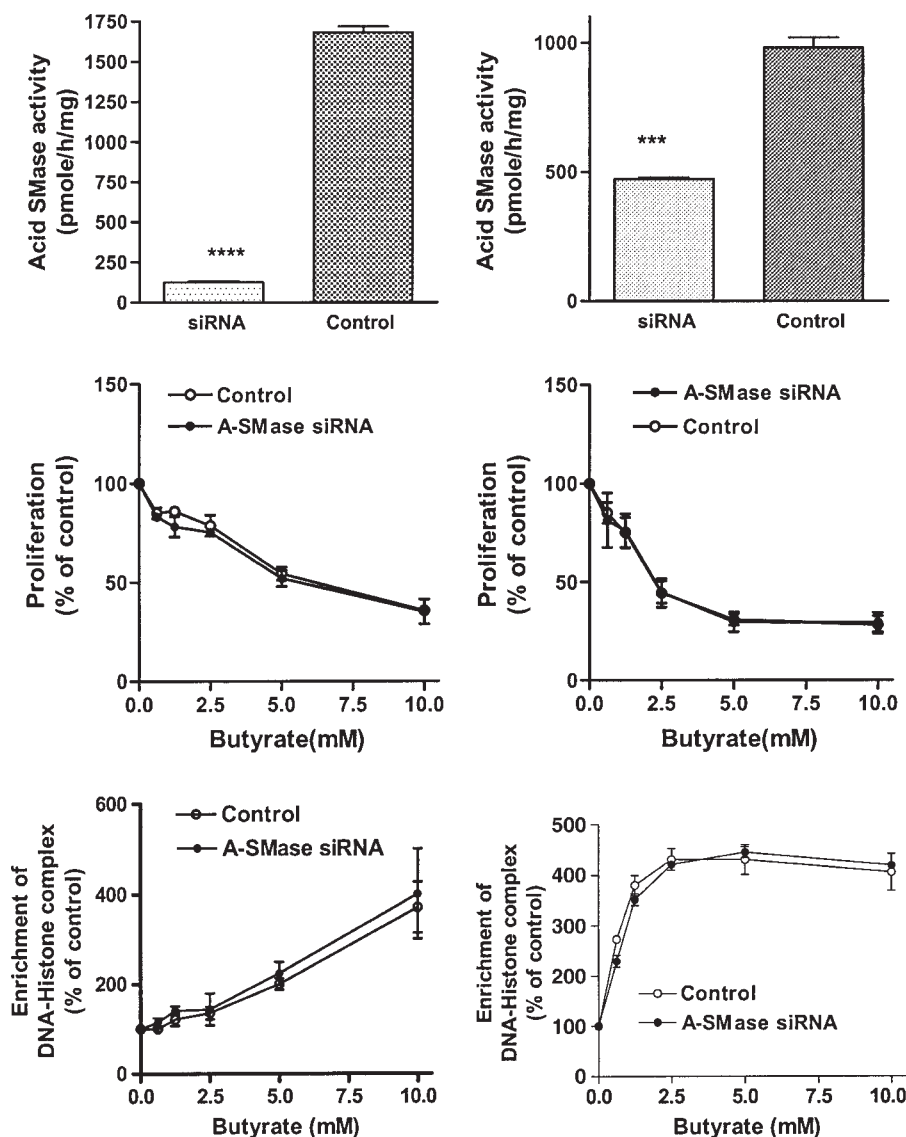 Acid SMase activity
(pmole/h/mg)
1750
1500
1250
1000
750
500
250
0
****
siRNA
Control
Acid SMase activity
(pmole/h/mg)
1000
500
0
***
siRNA
Control
Proliferation
(% of control)
150
100
50
0
Control
A-SMase siRNA
0.0 2.5 5.0 7.5 10.0
Butyrate(mM)
Proliferation
(% of control)
150
100
50
0
A-SMase siRNA
Control
0.0 2.5 5.0 7.5 10.0
Butyrate(mM)
Enrichment of
DNA-Histone complex
(% of control)
600
400
200
0
Control
A-SMase siRNA
0.0 2.5 5.0 7.5 10.0
Butyrate (mM)
Enrichment of
DNA-Histone complex
(% of control)
500
400
300
200
100
0
Control
A-SMase siRNA
0.0 2.5 5.0 7.5 10.0
Butyrate (mM)